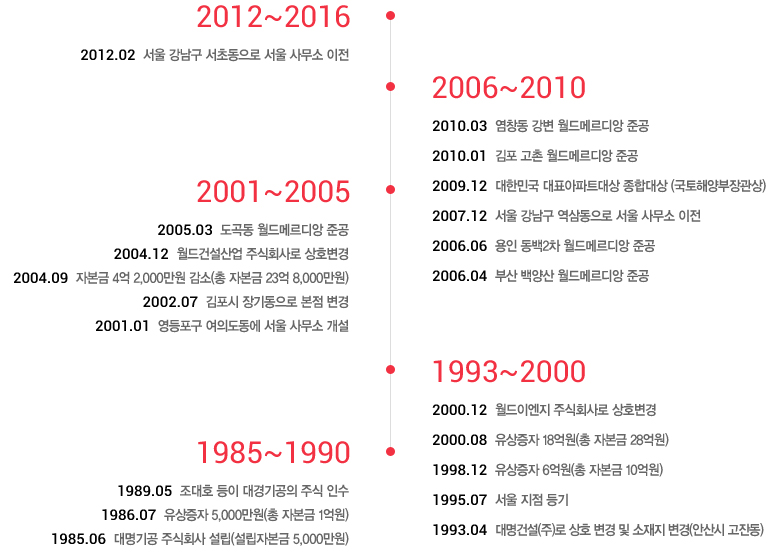 2012~2016
2012.02 서울 강남구 서초동으로 서울 사무소 이전
2006~2010
2010.03 염창동 강변 월드메르디앙 준공
2010.01 김포 고촌 월드메르디앙 준공
2009.12 대한민국 대표아파트대상 종합대상 (국토해양부장관상)
2007.12 서울 강남구 역삼동으로 서울 사무소 이전
2006.06 용인 동백2차 월드메르디앙 준공
2006.04 부산 백양산 월드메르디앙 준공
2001~2005
2005.03 도곡동 월드메르디앙 준공
2004.12 월드건설산업 주식회사로 상호변경
2004.09 자본금 4억 2,000만원 감소(총 자본금 23억 8,000만원)
2002.07 김포시 장기동으로 본점 변경
2001.01 영등포구 여의도동에 서울 사무소 개설
1993~2000
2000.12 월드이엔지 주식회사로 상호변경
2000.08 유상증자 18억원(총 자본금 28억원)
1998.12 유상증자 6억원(총 자본금 10억원)
1995.07 서울 지점 등기
1993.04 대명건설(주)로 상호 변경 및 소재지 변경(안산시 고잔동)
1985~1990
1989.05 조대호 등이 대경기공의 주식 인수
1986.07 유상증자 5,000만원(총 자본금 1억원)
1985.06 대명기공 주식회사 설립(설립자본금 5,000만원)